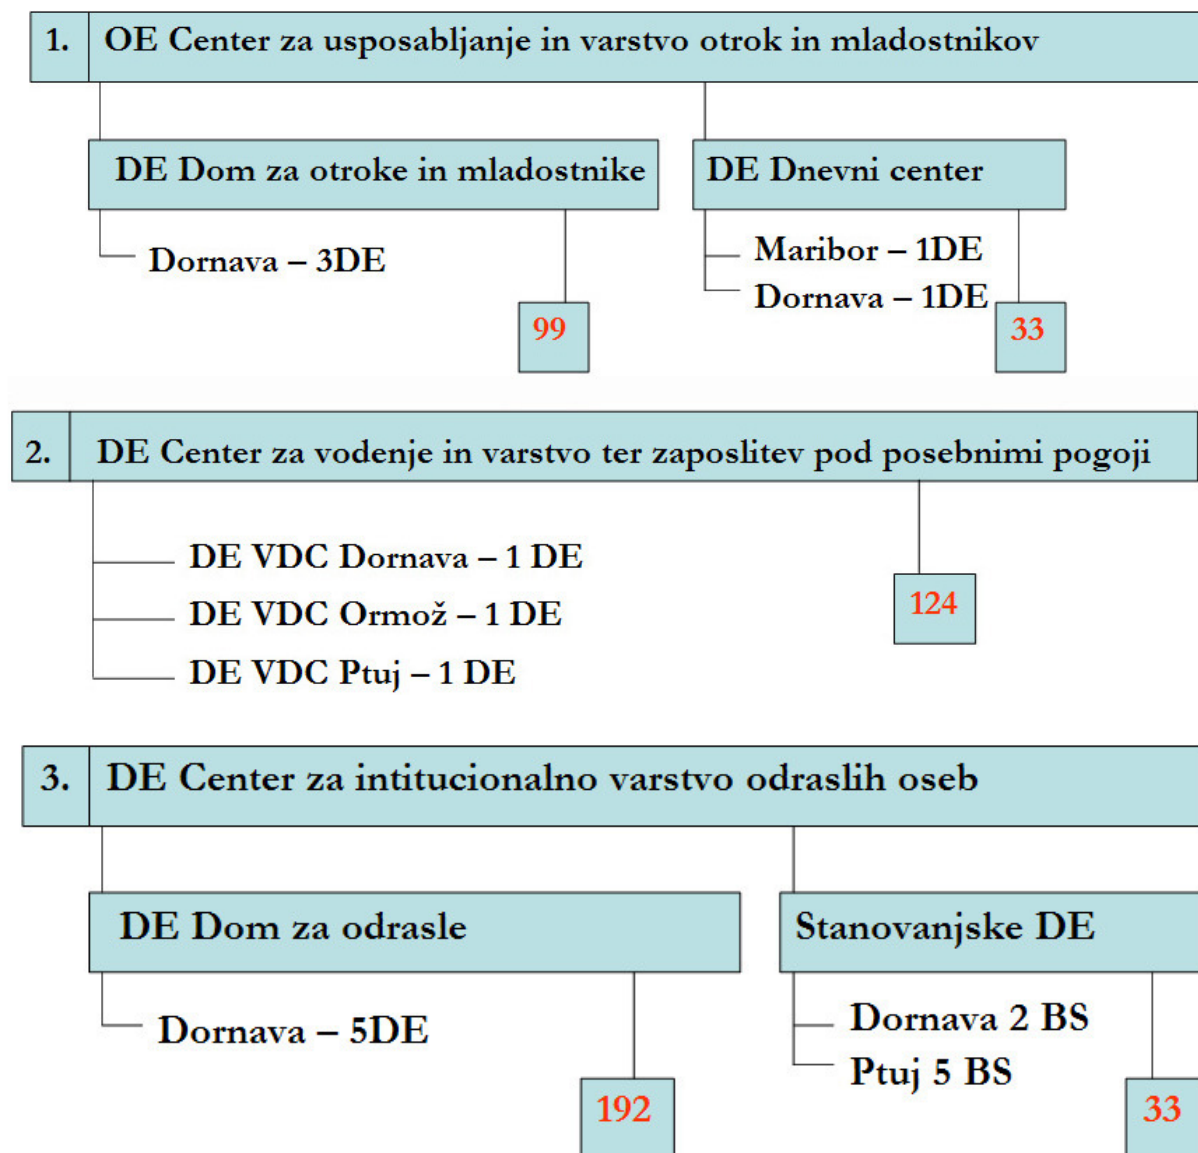 1. OE Center za usposabljanje in varstvo otrok in mladostnikov
DE Dom za otroke in mladostnike
DE Dnevni center
Dornava – 3DE
Maribor – 1DE
Dornava – 1DE
99
33
2. DE Center za vodenje in varstvo ter zaposlitev pod posebnimi pogoji
DE VDC Dornava – 1 DE
DE VDC Ormož – 1 DE
DE VDC Ptuj – 1 DE
124
3. DE Center za intitucionalno varstvo odraslih oseb
DE Dom za odrasle
Stanovanjske DE
Dornava – 5DE
Dornava 2 BS
Ptuj 5 BS
192
33